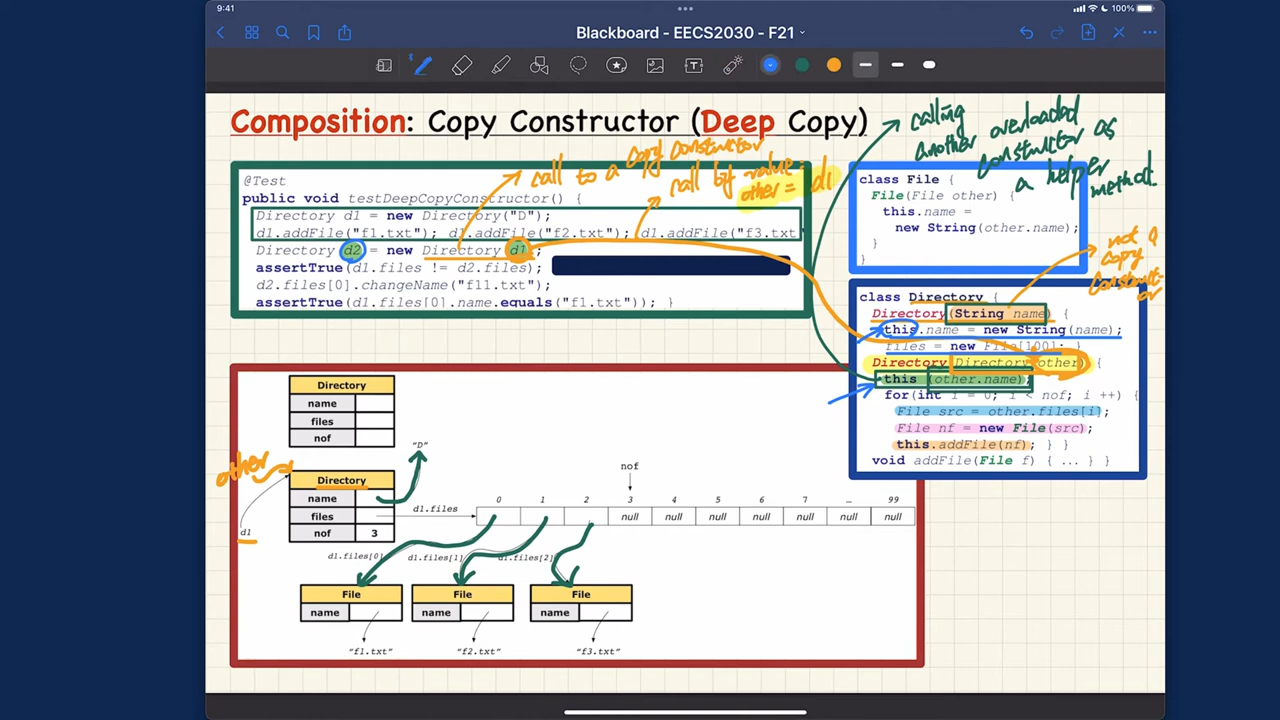 9:41
100%
Blackboard - EECS2030 - F21
Composition: Copy Constructor (Deep Copy)
calling
another overloaded
constructor as
a helper
method.
call to a copy constructor
call by value:
other = d1
@Test
public void testDeepCopyConstructor() {
Directory d1 = new Directory("D");
d1.addFile("f1.txt"); d1.addFile("f2.txt"); d1.addFile("f3.txt
Directory d2 = new Directory(d1);
assertTrue(d1.files != d2.files);
d2.files[0].changeName("f11.txt");
assertTrue(d1.files[0].name.equals("f1.txt")); }
class File {
File(File other) {
this.name =
new String(other.name);
}
}
not a
copy
construct-
or
class Directory {
Directory(String name) {
this.name = new String(name);
files = new File[100]; }
Directory(Directory other) {
this (other.name);
for(int i = 0; i < nof; i ++) {
File src = other.files[i];
File nf = new File(src);
this.addFile(nf); } }
void addFile(File f) { ... } }
Directory
name
files
nof
"D"
other
Directory
name
files
nof 3
d1
d1.files
nof
0 1 2 3 4 5 6 7 … 99
null null null null null null null
d1.files[0] d1.files[1] d1.files[2]
File File File
name name name
"f1.txt" "f2.txt" "f3.txt"